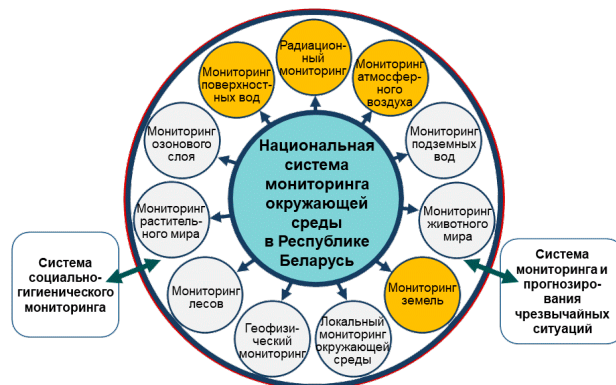 Радиацион-
ный
мониторинг
Мониторинг
атмосфер-
ного
воздуха
Мониторинг
подземных
вод
Мониторинг
животного
мира
Мониторинг
земель
Локальный
мониторинг
окружающей
среды
Геофизи-
ческий
мониторинг
Мониторинг
лесов
Мониторинг
раститель-
ного мира
Мониторинг
озонового
слоя
Мониторинг
поверхност-
ных вод
Национальная
система
мониторинга
окружающей
среды
в Республике
Беларусь
Система
социально-
гигиенического
мониторинга
Система
мониторинга и
прогнозиро-
вания
чрезвычайных
ситуаций